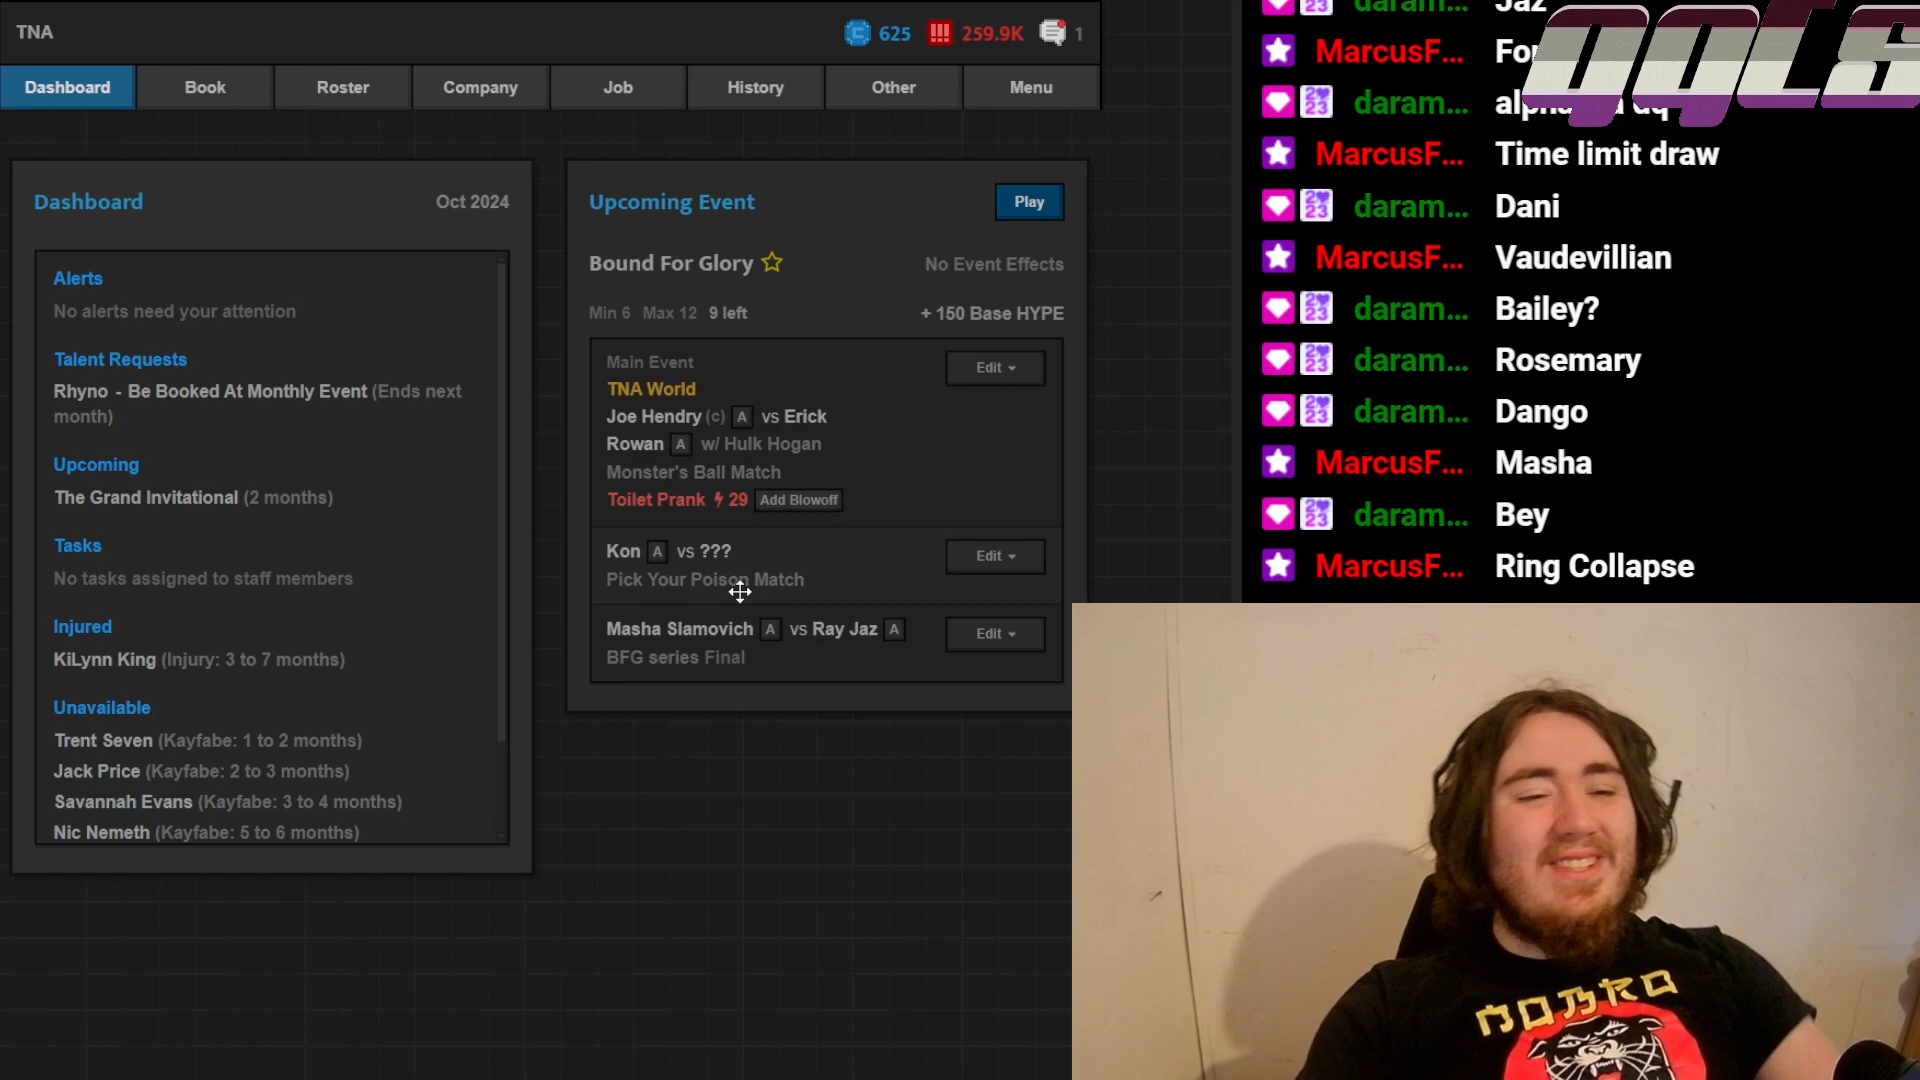 TNA
625
259.9K
1
Dashboard
Book
Roster
Company
Job
History
Other
Menu
Dashboard
Oct 2024
Alerts
No alerts need your attention
Talent Requests
Rhyno - Be Booked At Monthly Event (Ends next
month)
Upcoming
The Grand Invitational (2 months)
Tasks
No tasks assigned to staff members
Injured
KiLynn King (Injury: 3 to 7 months)
Unavailable
Trent Seven (Kayfabe: 1 to 2 months)
Jack Price (Kayfabe: 2 to 3 months)
Savannah Evans (Kayfabe: 3 to 4 months)
Nic Nemeth (Kayfabe: 5 to 6 months)
Upcoming Event
Play
Bound For Glory
No Event Effects
Min 6 Max 12 9 left
+ 150 Base HYPE
Main Event
Edit
TNA World
Joe Hendry (c) A vs Erick
Rowan A w/ Hulk Hogan
Monster's Ball Match
Toilet Prank 29 Add Blowoff
Kon A vs ???
Edit
Pick Your Poison Match
Masha Slamovich A vs Ray Jaz A
Edit
BFG series Final
daram... Jaz
MarcusF...
daram...
MarcusF... Time limit draw
daram... Dani
MarcusF... Vaudevillian
daram... Bailey?
daram... Rosemary
daram... Dango
MarcusF... Masha
daram... Bey
MarcusF... Ring Collapse